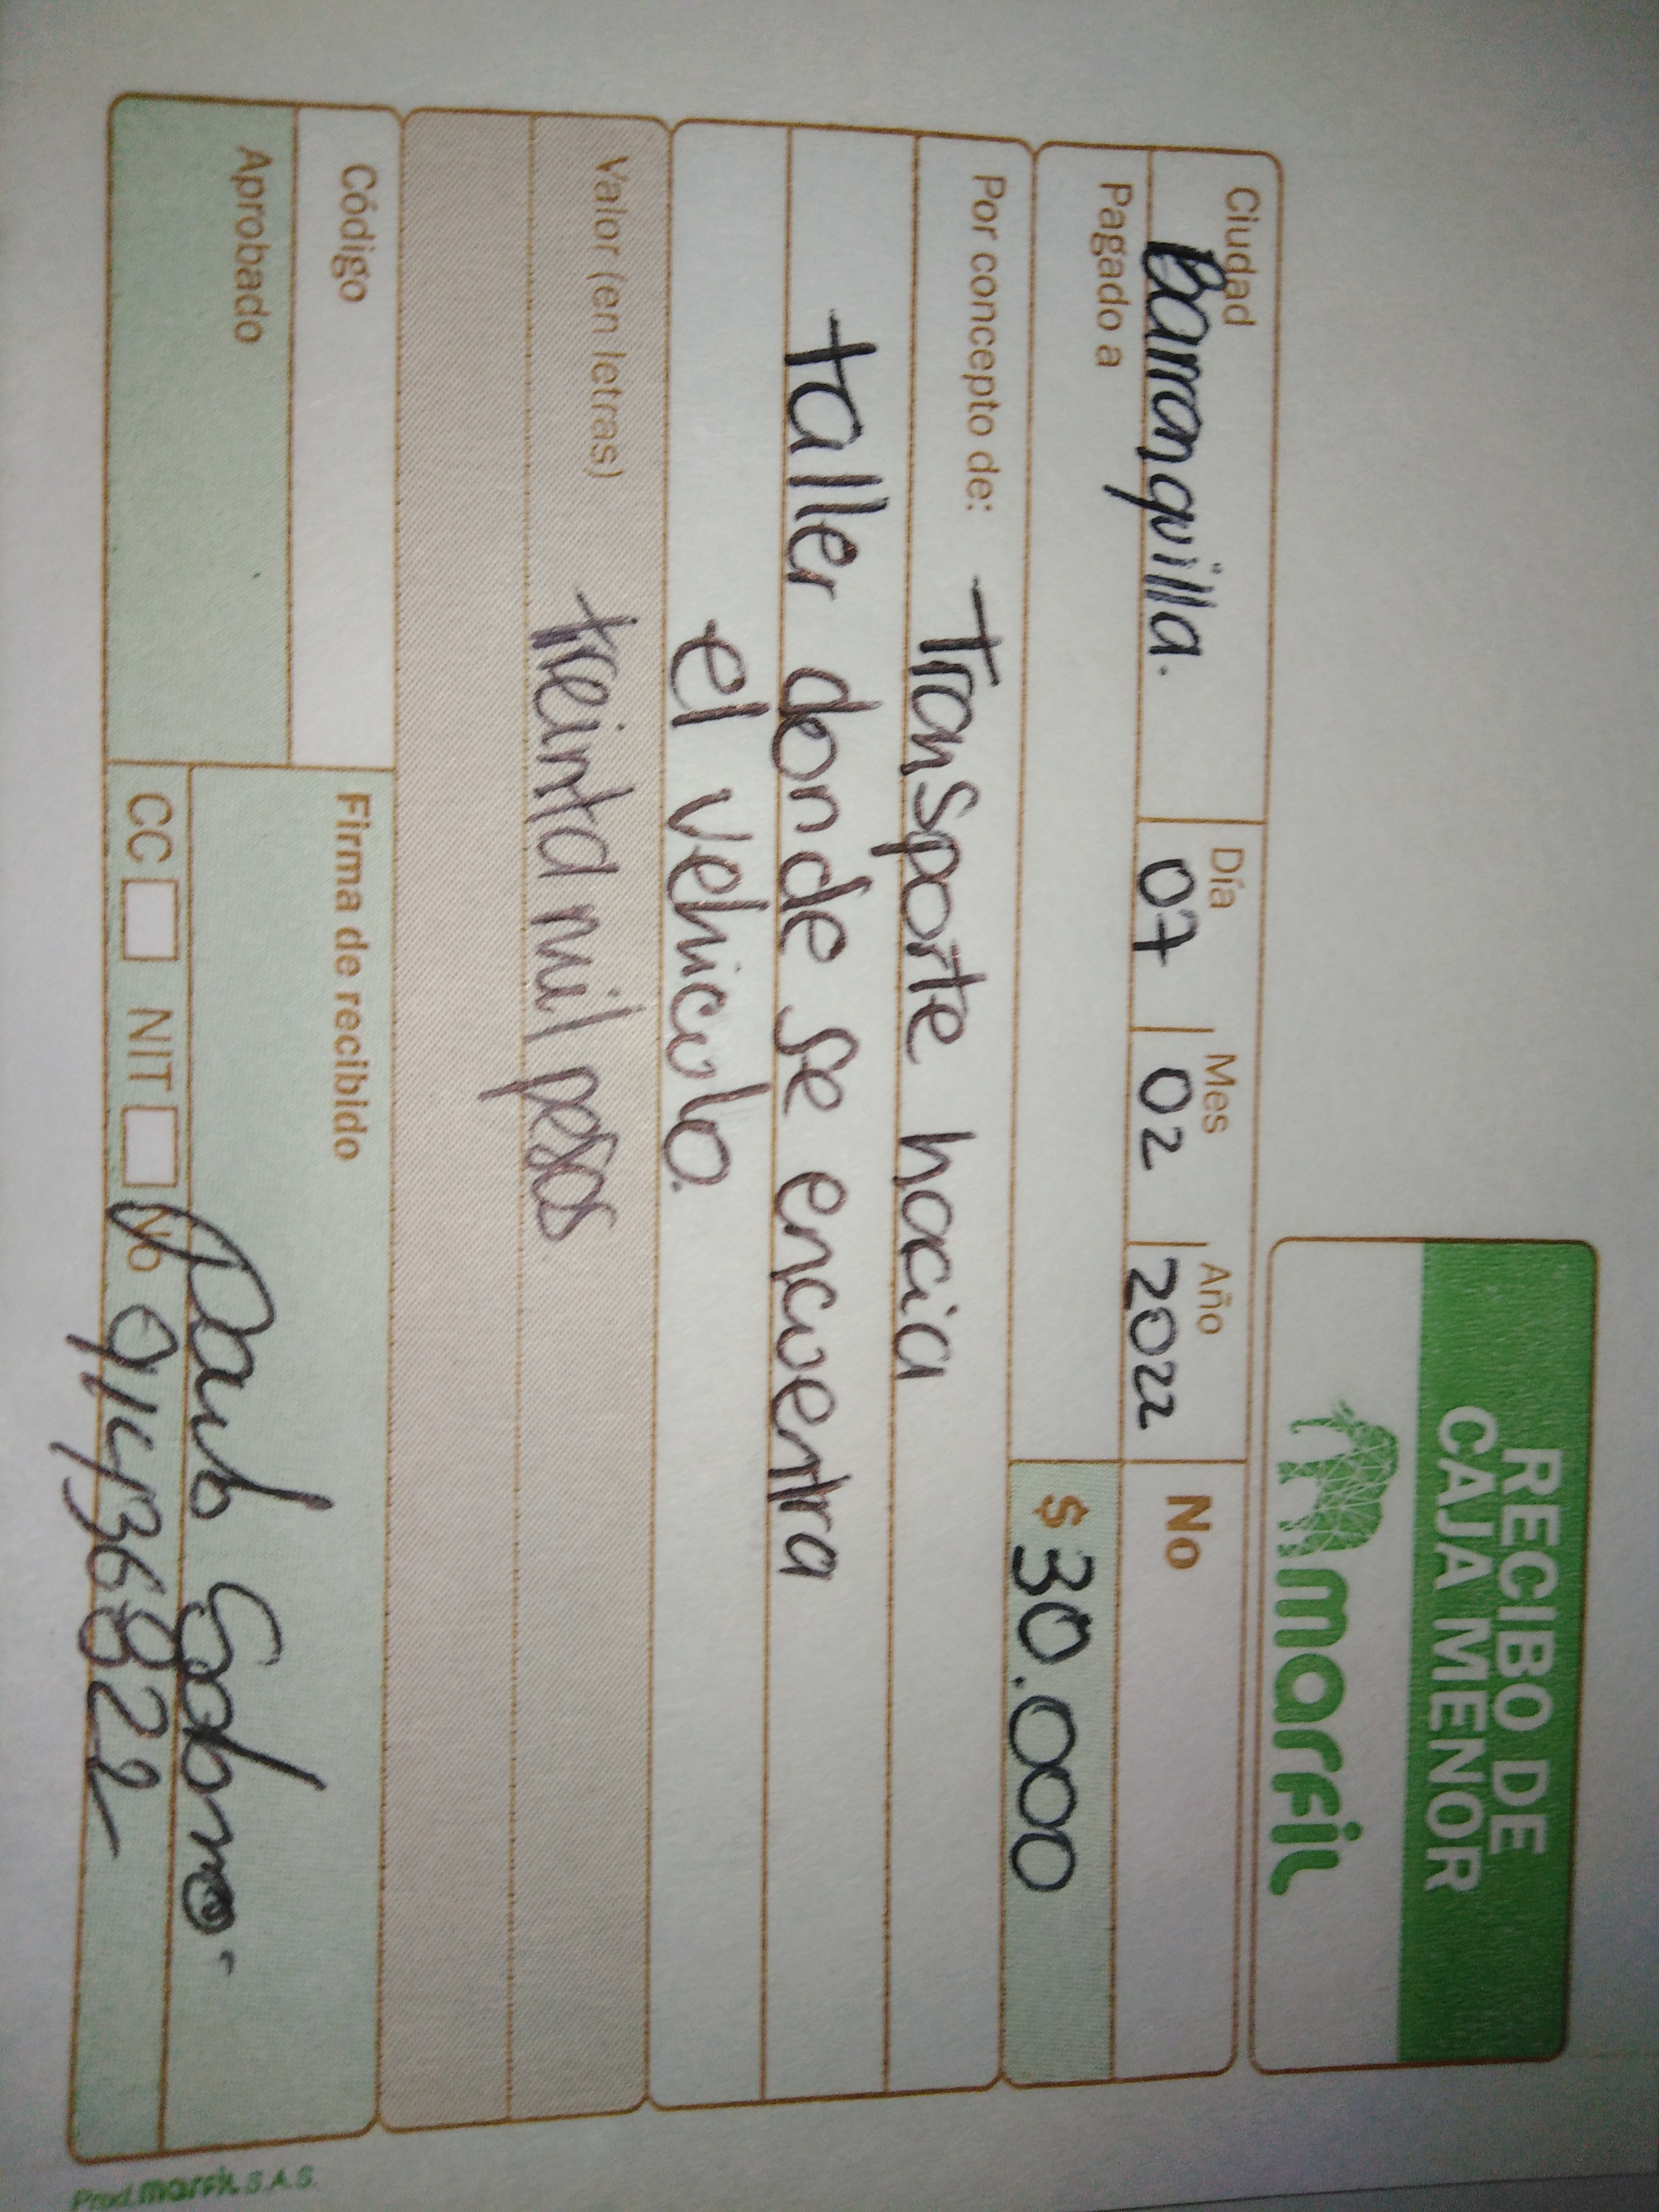 RECIBO DE
CAJA MENOR
marfil
Ciudad Día Mes Año No
Barranquilla. 07 02 2022
Pagado a $ 30.000
Por concepto de: transporte hacia
taller donde se encuentra
el vehiculo.
Valor (en letras) treinta mil pesos
Código Firma de recibido
Aprobado
CC NIT No
Prod. marfil S.A.S.